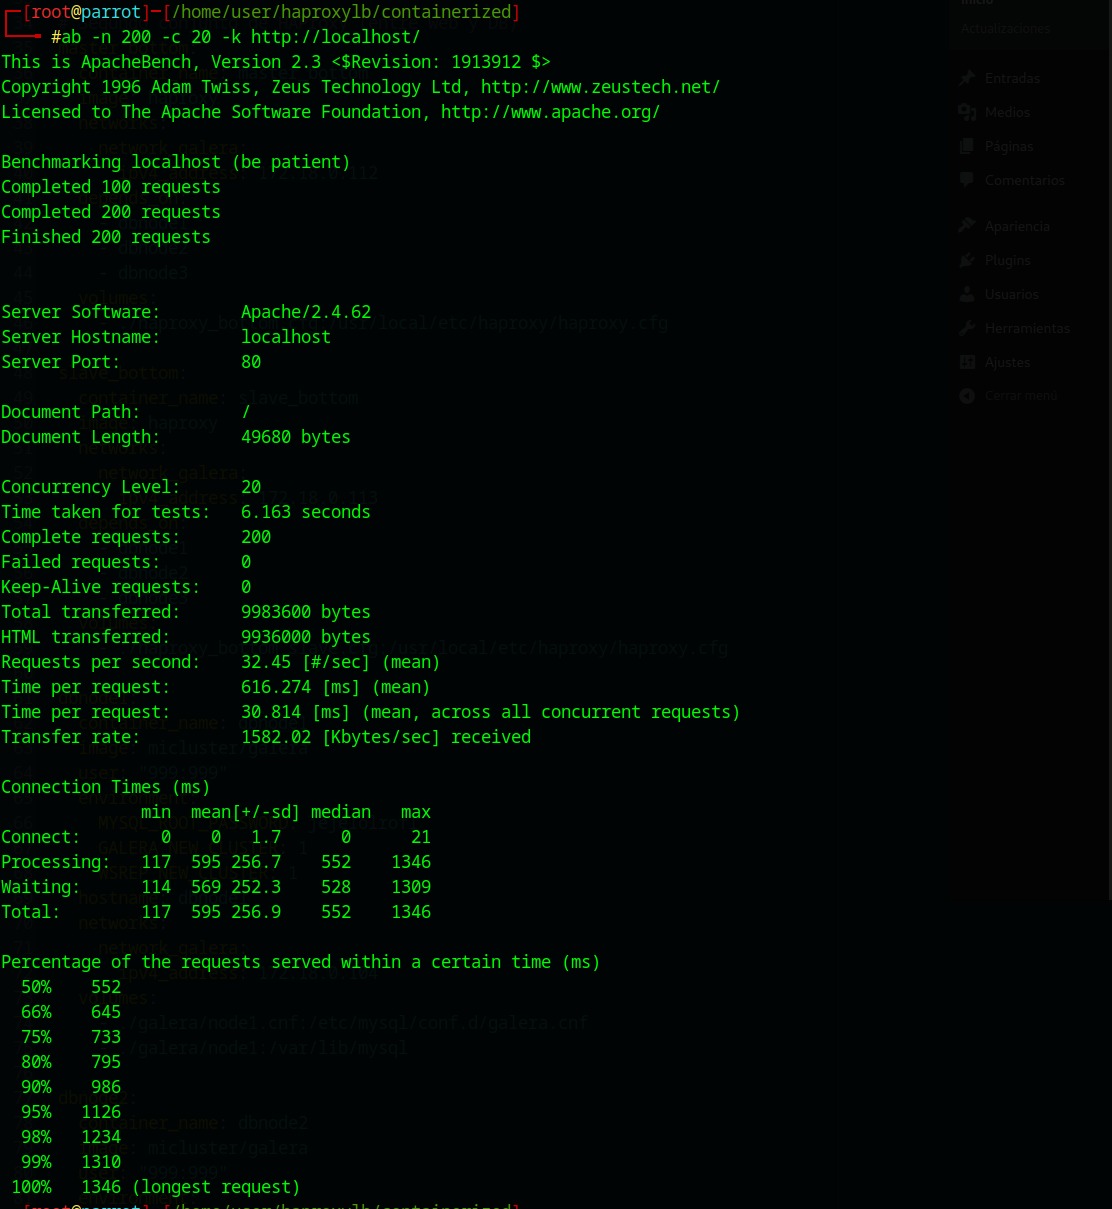 ┌─[root@parrot]─[/home/user/haproxylb/containerized]
└──╼ #ab -n 200 -c 20 -k http://localhost/
This is ApacheBench, Version 2.3 <$Revision: 1913912 $>
Copyright 1996 Adam Twiss, Zeus Technology Ltd, http://www.zeustech.net/
Licensed to The Apache Software Foundation, http://www.apache.org/

Benchmarking localhost (be patient)
Completed 100 requests
Completed 200 requests
Finished 200 requests


Server Software:        Apache/2.4.62
Server Hostname:        localhost
Server Port:            80

Document Path:          /
Document Length:        49680 bytes

Concurrency Level:      20
Time taken for tests:   6.163 seconds
Complete requests:      200
Failed requests:        0
Keep-Alive requests:    0
Total transferred:      9983600 bytes
HTML transferred:       9936000 bytes
Requests per second:    32.45 [#/sec] (mean)
Time per request:       616.274 [ms] (mean)
Time per request:       30.814 [ms] (mean, across all concurrent requests)
Transfer rate:          1582.02 [Kbytes/sec] received

Connection Times (ms)
              min  mean[+/-sd] median   max
Connect:        0    0   1.7      0      21
Processing:   117  595 256.7    552    1346
Waiting:      114  569 252.3    528    1309
Total:        117  595 256.9    552    1346

Percentage of the requests served within a certain time (ms)
  50%    552
  66%    645
  75%    733
  80%    795
  90%    986
  95%   1126
  98%   1234
  99%   1310
 100%   1346 (longest request)
┌─[root@parrot]─[/home/user/haproxylb/containerized]
Inicio
Actualizaciones
Entradas
Medios
Páginas
Comentarios
Apariencia
Plugins
Usuarios
Herramientas
Ajustes
Cerrar menú